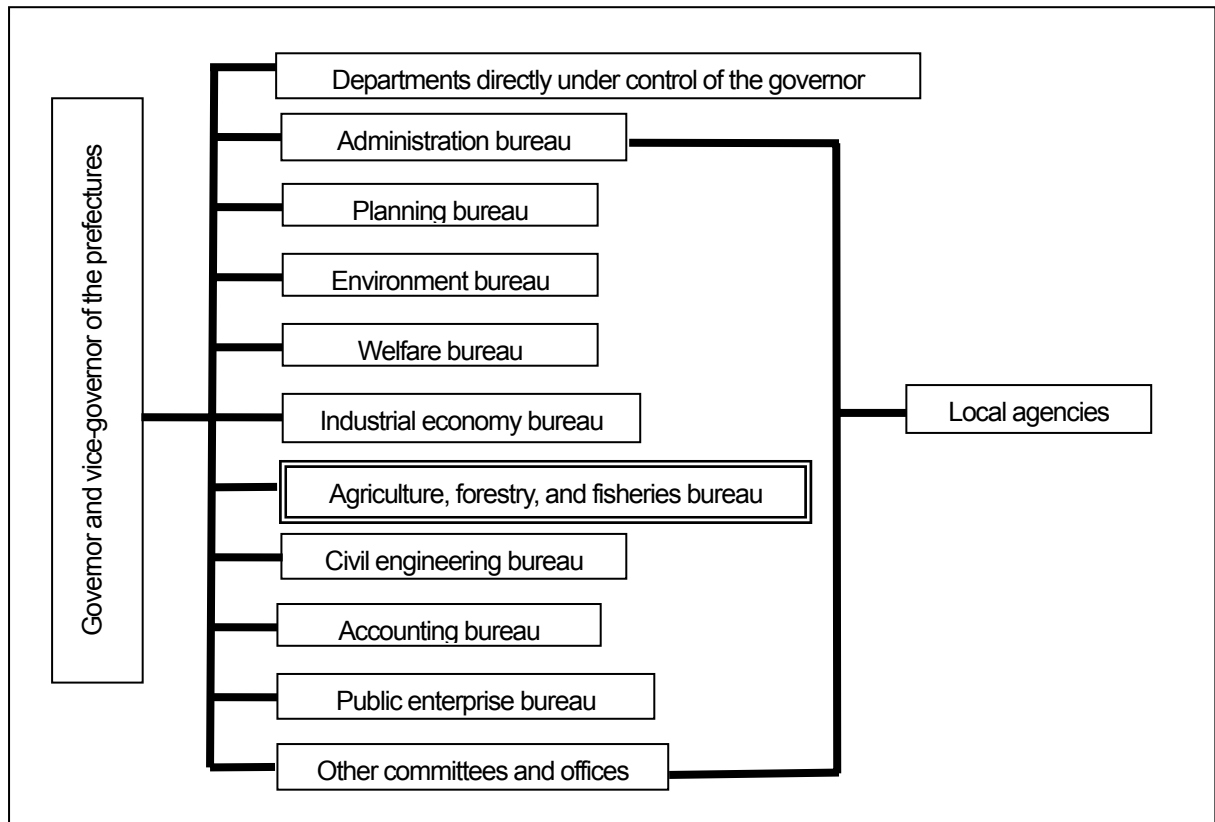 Governor and vice-governor of the prefectures
Departments directly under control of the governor
Administration bureau
Planning bureau
Environment bureau
Welfare bureau
Industrial economy bureau
Agriculture, forestry, and fisheries bureau
Civil engineering bureau
Accounting bureau
Public enterprise bureau
Other committees and offices
Local agencies